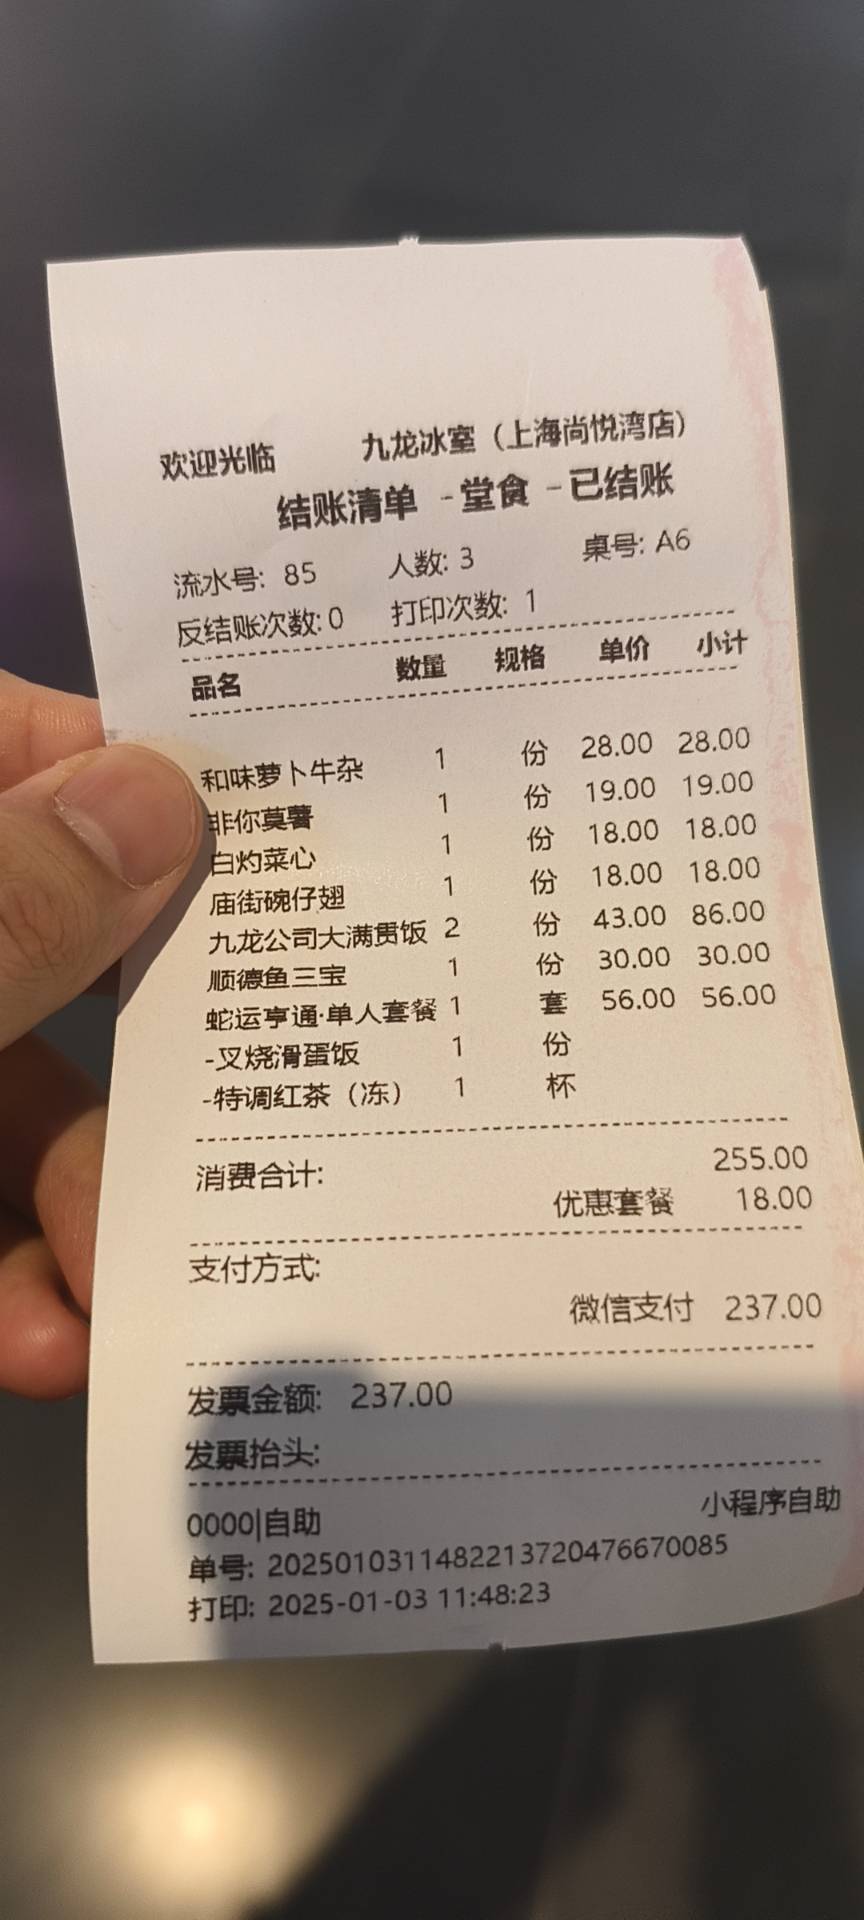 欢迎光临 九龙冰室（上海尚悦湾店）
结账清单 -堂食 -已结账
流水号: 85 人数: 3 桌号: A6
反结账次数: 0 打印次数: 1
品名 数量 规格 单价 小计
和味萝卜牛杂 1 份 28.00 28.00
非你莫薯 1 份 19.00 19.00
白灼菜心 1 份 18.00 18.00
庙街碗仔翅 1 份 18.00 18.00
九龙公司大满贯饭 2 份 43.00 86.00
顺德鱼三宝 1 份 30.00 30.00
蛇运亨通·单人套餐 1 套 56.00 56.00
-叉烧滑蛋饭 1 份
-特调红茶（冻） 1 杯
消费合计: 255.00
优惠套餐 18.00
支付方式:
微信支付 237.00
发票金额: 237.00
发票抬头:
0000|自助 小程序自助
单号: 2025010311482213720476670085
打印: 2025-01-03 11:48:23